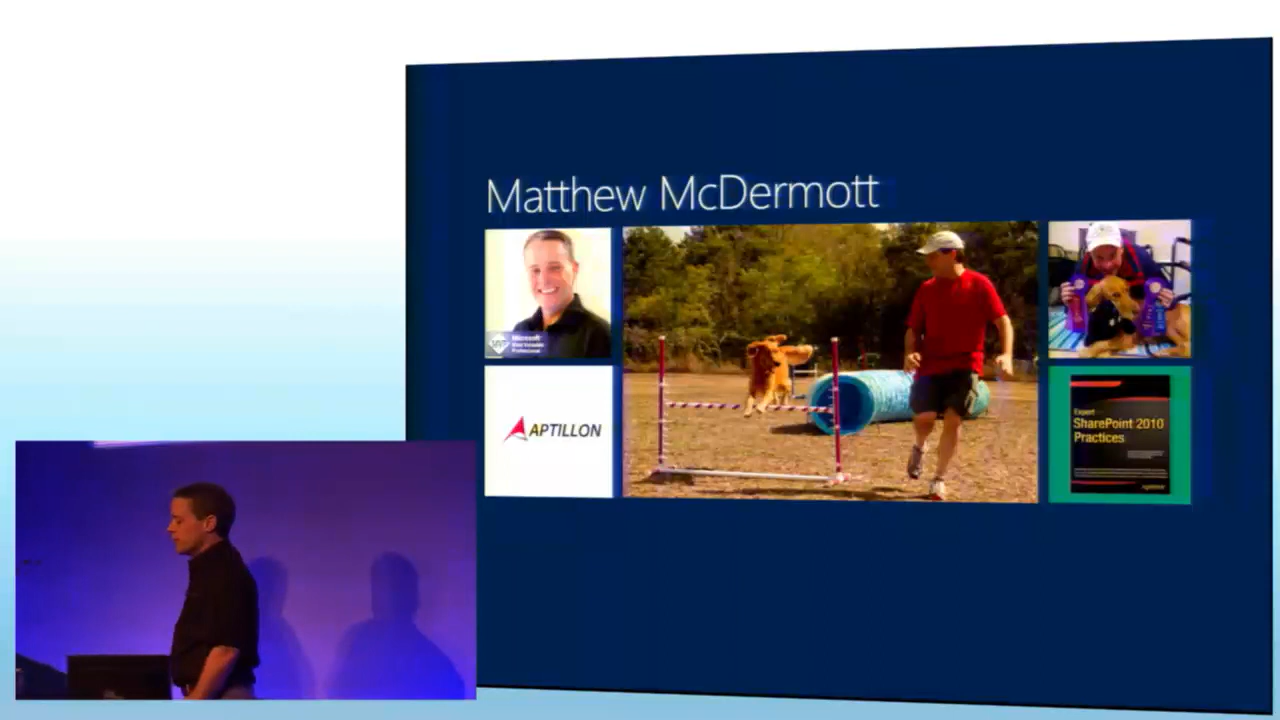 Matthew McDermott
Microsoft
Most Valuable
Professional
APTILLON
Expert
SharePoint 2010
Practices